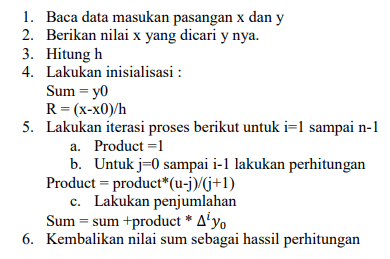 1. Baca data masukan pasangan x dan y
2. Berikan nilai x yang dicari y nya.
3. Hitung h
4. Lakukan inisialisasi :
Sum = y0
R = (x-x0)/h
5. Lakukan iterasi proses berikut untuk i=1 sampai n-1
a. Product =1
b. Untuk j=0 sampai i-1 lakukan perhitungan
Product = product*(u-j)/(j+1)
c. Lakukan penjumlahan
Sum = sum +product * Δⁱy₀
6. Kembalikan nilai sum sebagai hassil perhitungan